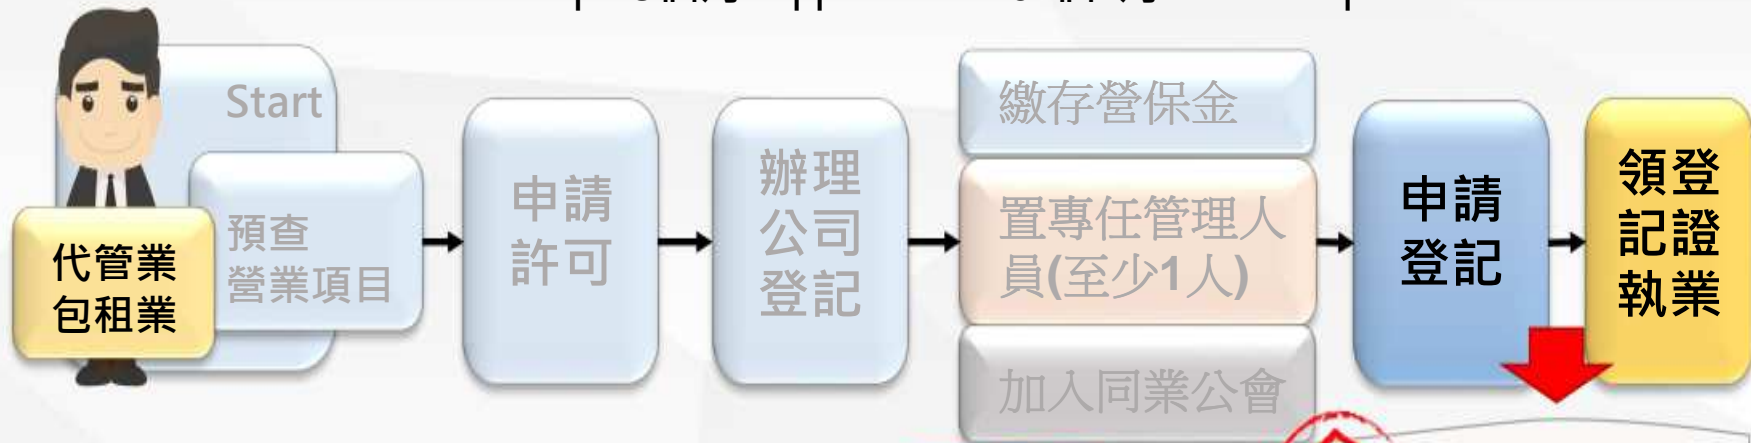 Start
預查
營業項目
代管業
包租業
申請
許可
辦理
公司
登記
繳存營保金
置專任管理人
員(至少1人)
加入同業公會
申請
登記
領登
記證
執業